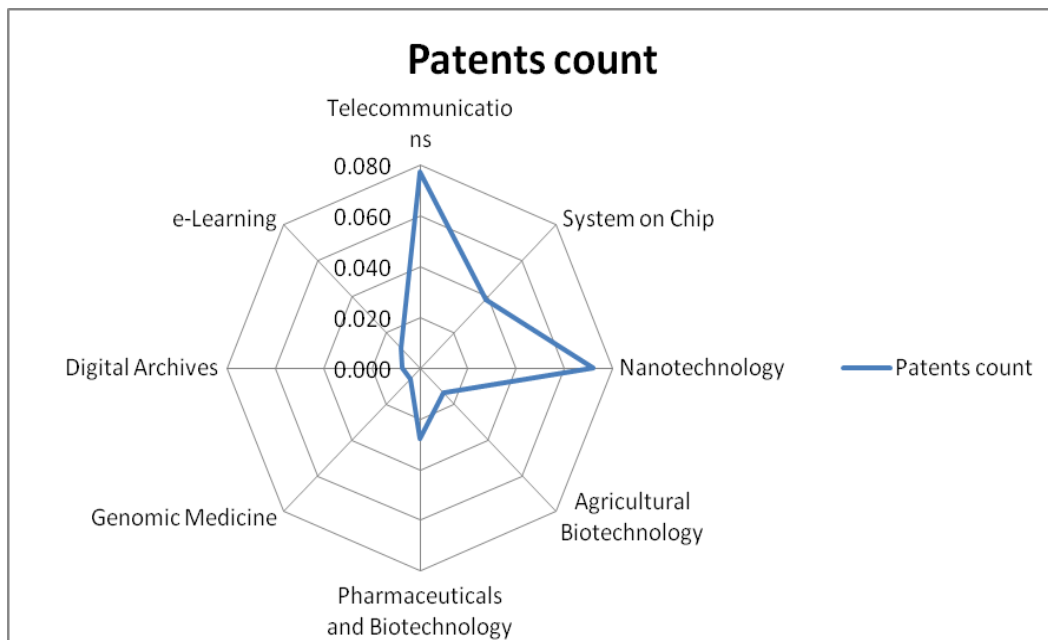 Patents count
Telecommunicatio
ns
0.080
0.060
0.040
0.020
0.000
System on Chip
Nanotechnology
Agricultural
Biotechnology
Pharmaceuticals
and Biotechnology
Genomic Medicine
Digital Archives
e-Learning
Patents count